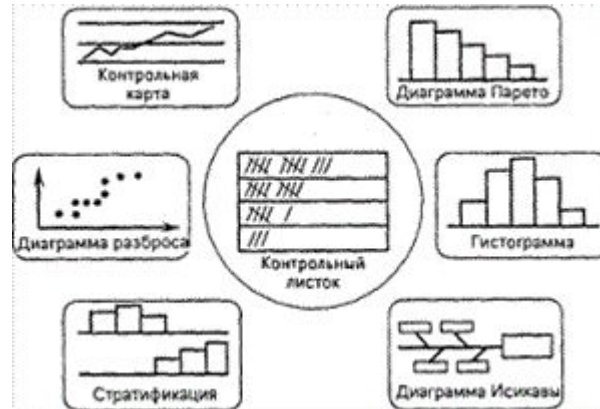 Контрольная
карта
Диаграмма Парето
Диаграмма разброса
Контрольный
листок
Гистограмма
Стратификация
Диаграмма Исикавы